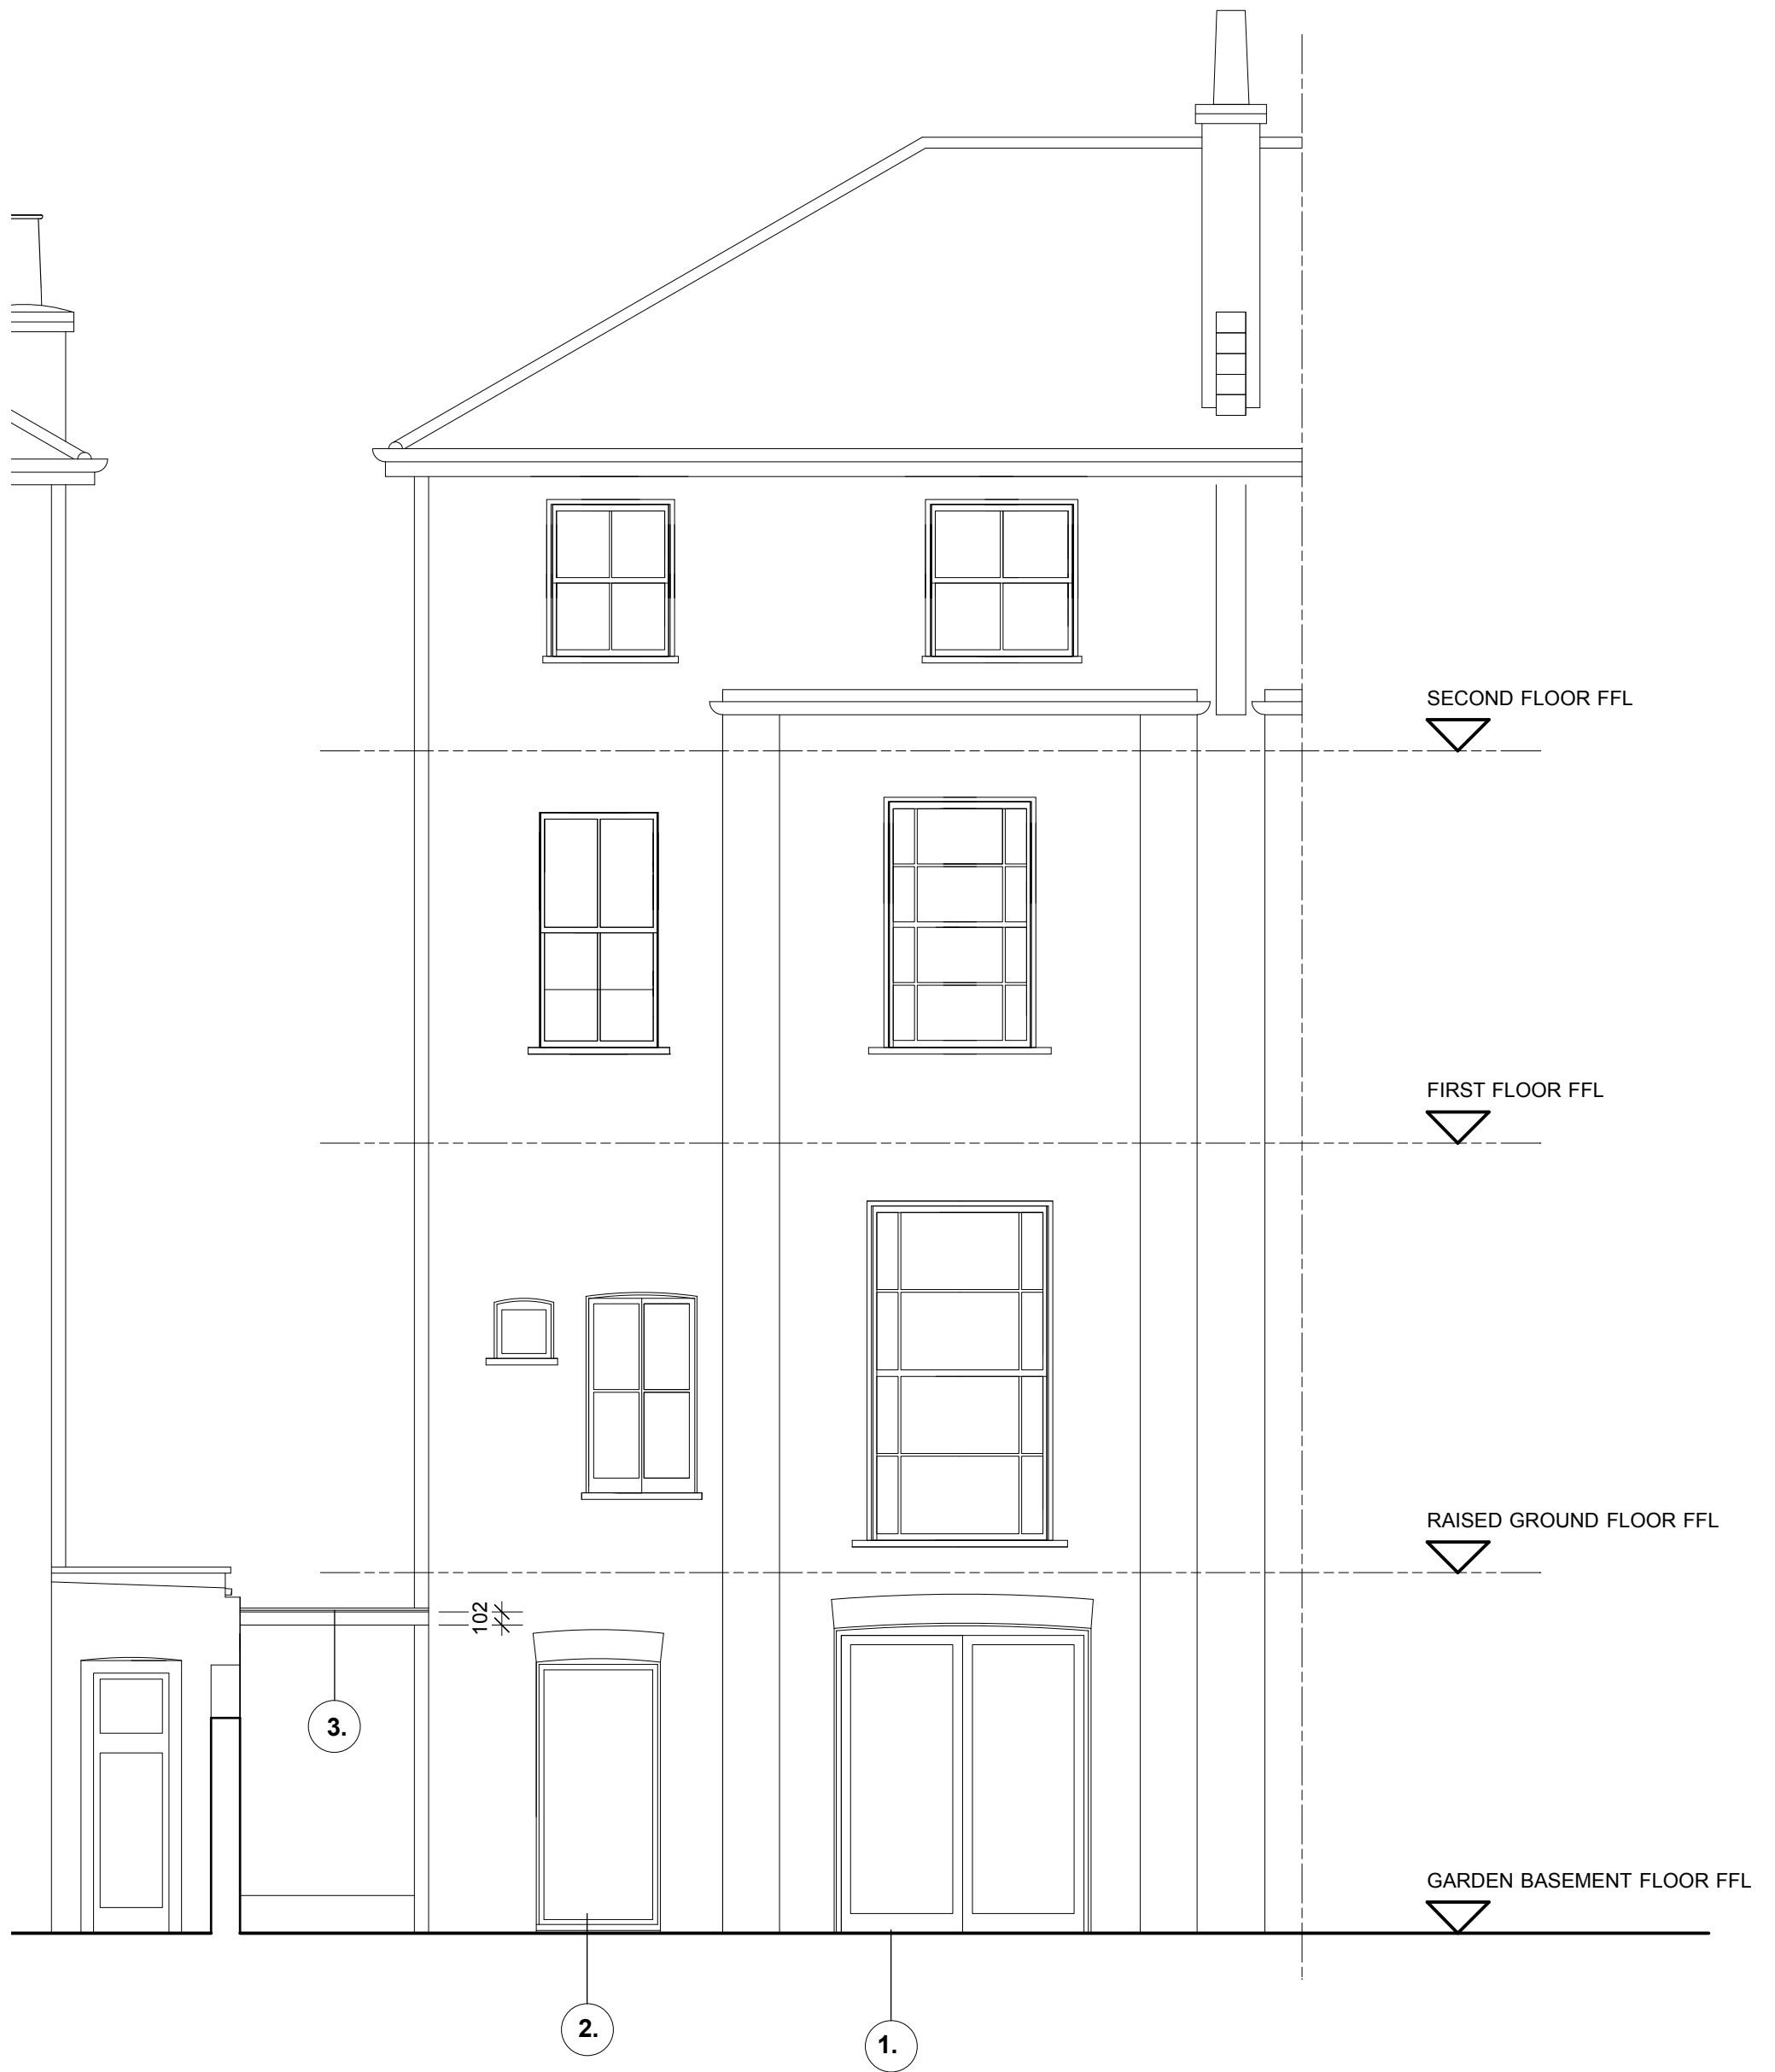 SECOND FLOOR FFL
FIRST FLOOR FFL
RAISED GROUND FLOOR FFL
102
3.
GARDEN BASEMENT FLOOR FFL
2.
1.